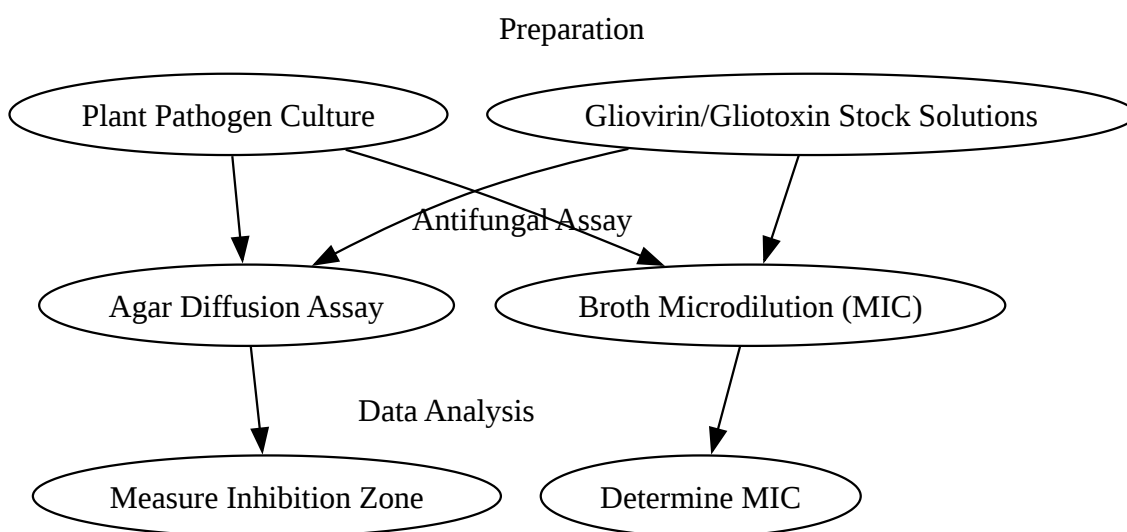 Preparation
Plant Pathogen Culture
Gliovirin/Gliotoxin Stock Solutions
Antifungal Assay
Agar Diffusion Assay
Broth Microdilution (MIC)
Data Analysis
Measure Inhibition Zone
Determine MIC